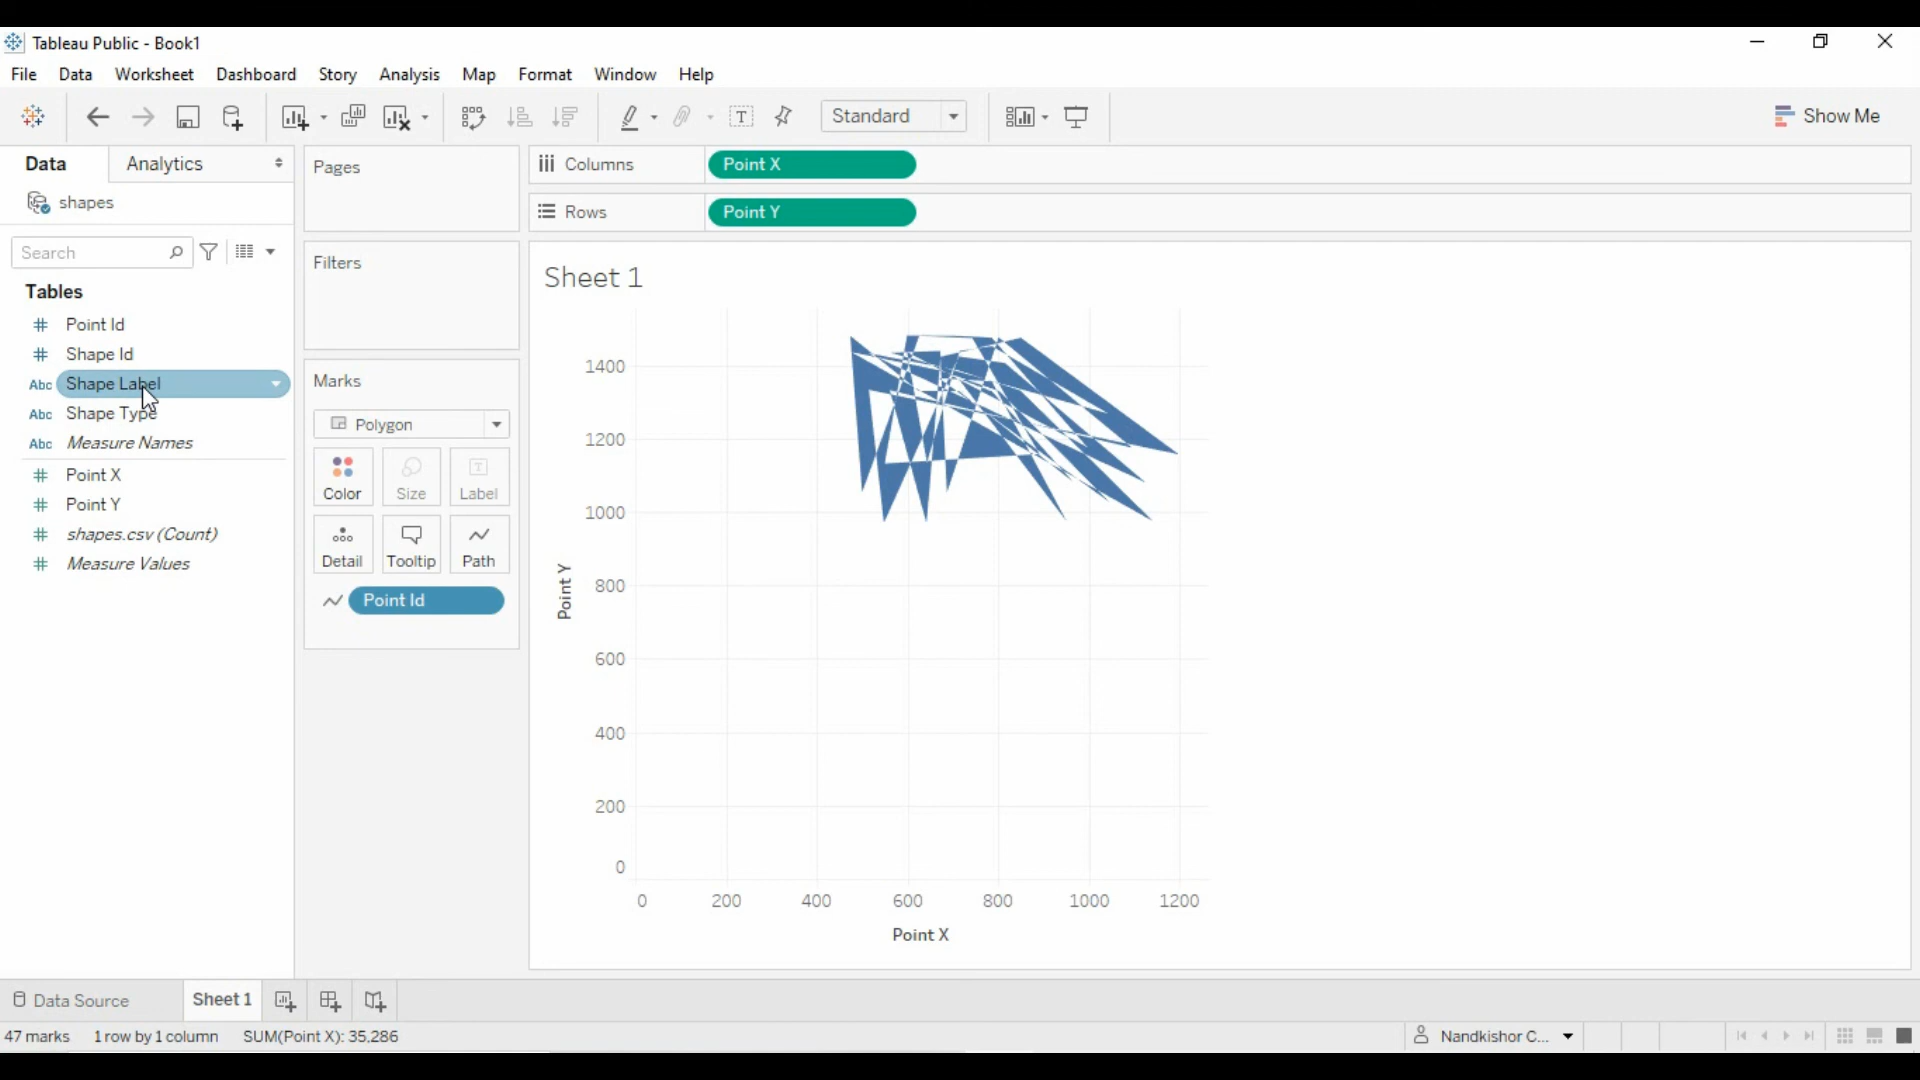 Tableau Public - Book1
File Data Worksheet Dashboard Story Analysis Map Format Window Help
Standard
Show Me
Data Analytics
shapes
Search
Tables
# Point Id
# Shape Id
Abc Shape Label
Abc Shape Type
Abc Measure Names
# Point X
# Point Y
# shapes.csv (Count)
# Measure Values
Pages
Filters
Marks
Polygon
Color Size Label
Detail Tooltip Path
Point Id
Columns Point X
Rows Point Y
Sheet 1
1400
1200
1000
800
600
400
200
0
Point Y
0 200 400 600 800 1000 1200
Point X
Data Source Sheet 1
47 marks 1 row by 1 column SUM(Point X): 35,286
Nandkishor C...